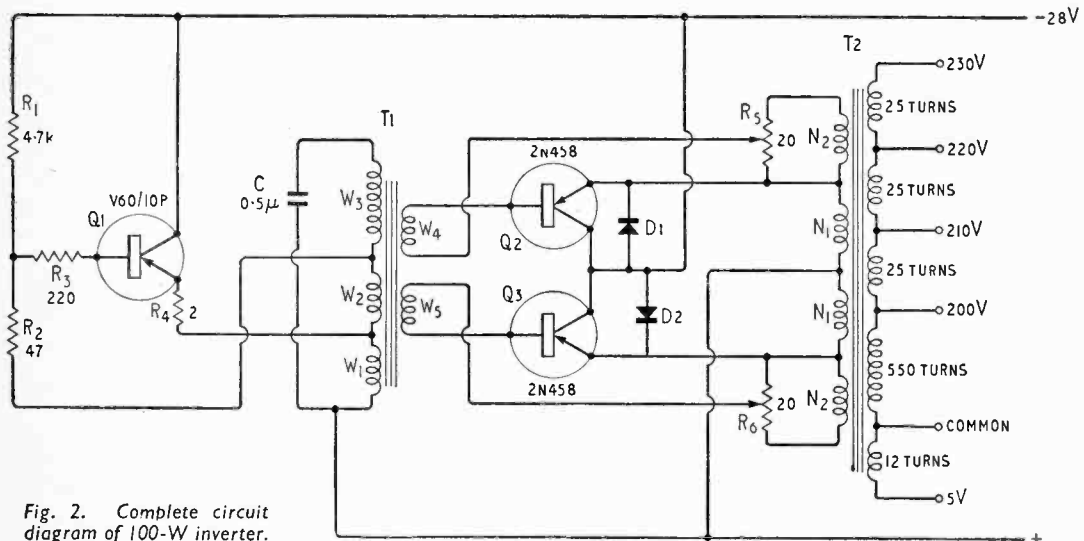 -28V
T2
230V
R1
4·7k
T1
R5
20
N2
25 TURNS
2N458
220V
C
0·5μ
V60/10P
Q1
W3
W4
Q2
D1
N1
25 TURNS
210V
R3
220
W2
25 TURNS
R4
2
Q3
D2
N1
200V
R2
47
W5
W1
550 TURNS
2N458
20
R6
N2
COMMON
12 TURNS
5V
Fig. 2. Complete circuit
diagram of 100-W inverter.
+